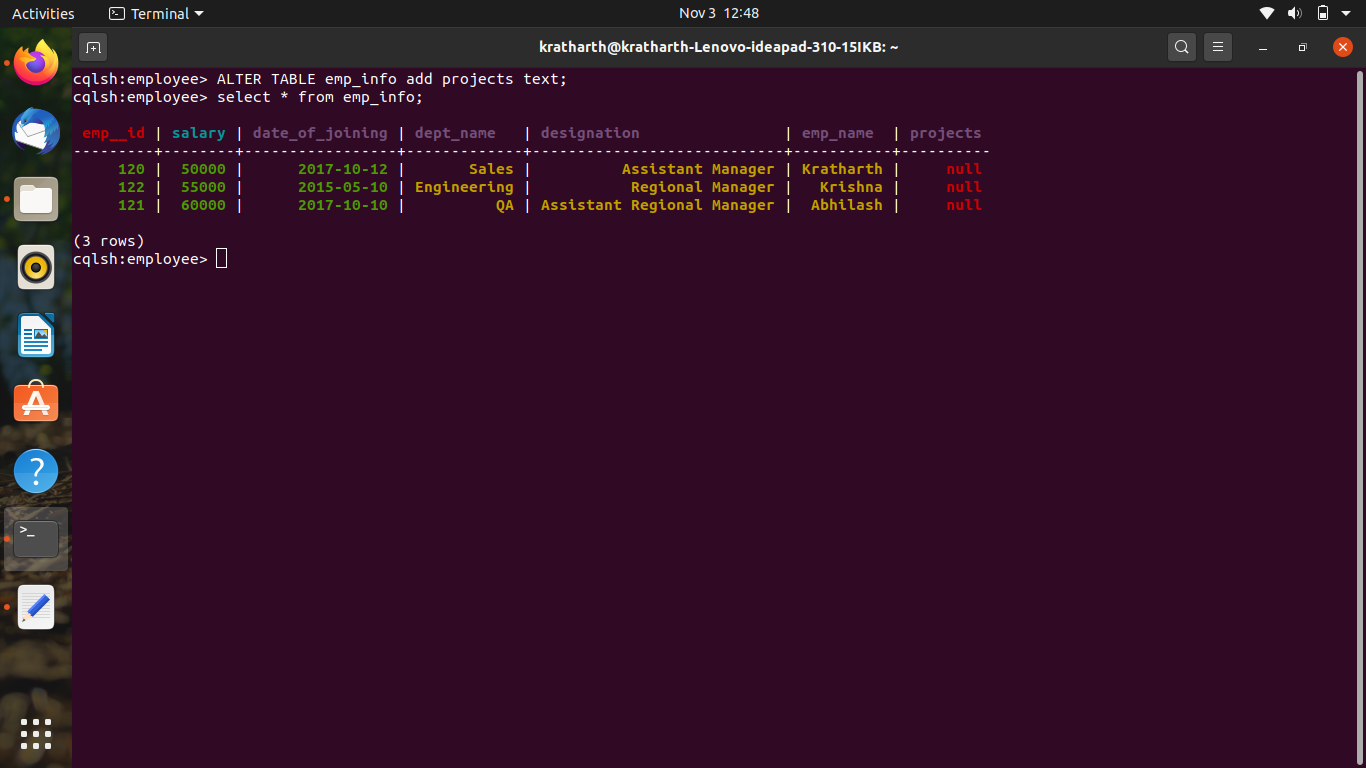 Activities Terminal Nov 3 12:48
kratharth@kratharth-Lenovo-ideapad-310-15IKB: ~
cqlsh:employee> ALTER TABLE emp_info add projects text;
cqlsh:employee> select * from emp_info;
 emp__id | salary | date_of_joining | dept_name   | designation                | emp_name  | projects
---------+--------+-----------------+-------------+----------------------------+-----------+----------
     120 |  50000 |      2017-10-12 |       Sales |          Assistant Manager | Kratharth |     null
     122 |  55000 |      2015-05-10 | Engineering |           Regional Manager |   Krishna |     null
     121 |  60000 |      2017-10-10 |          QA | Assistant Regional Manager |  Abhilash |     null
(3 rows)
cqlsh:employee>